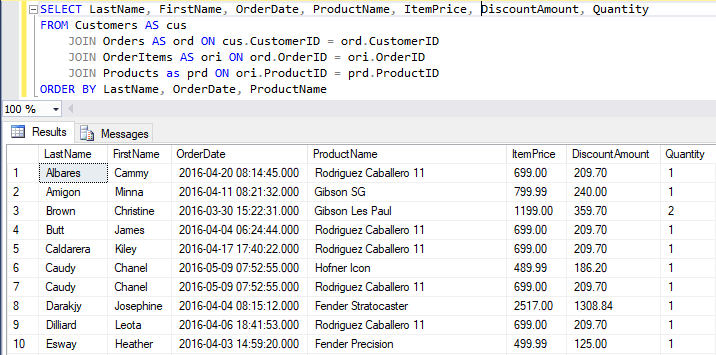 SELECT LastName, FirstName, OrderDate, ProductName, ItemPrice, DiscountAmount, Quantity
FROM Customers AS cus
JOIN Orders AS ord ON cus.CustomerID = ord.CustomerID
JOIN OrderItems AS ori ON ord.OrderID = ori.OrderID
JOIN Products as prd ON ori.ProductID = prd.ProductID
ORDER BY LastName, OrderDate, ProductName
100 %
Results Messages
LastName FirstName OrderDate ProductName ItemPrice DiscountAmount Quantity
1 Albares Cammy 2016-04-20 08:14:45.000 Rodriguez Caballero 11 699.00 209.70 1
2 Amigon Minna 2016-04-11 08:21:32.000 Gibson SG 799.99 240.00 1
3 Brown Christine 2016-03-30 15:22:31.000 Gibson Les Paul 1199.00 359.70 2
4 Butt James 2016-04-04 06:24:44.000 Rodriguez Caballero 11 699.00 209.70 1
5 Caldarera Kiley 2016-04-17 17:40:22.000 Rodriguez Caballero 11 699.00 209.70 1
6 Caudy Chanel 2016-05-09 07:52:55.000 Hofner Icon 489.99 186.20 1
7 Caudy Chanel 2016-05-09 07:52:55.000 Rodriguez Caballero 11 699.00 209.70 1
8 Darakjy Josephine 2016-04-04 08:15:12.000 Fender Stratocaster 2517.00 1308.84 1
9 Dilliard Leota 2016-04-06 18:41:53.000 Rodriguez Caballero 11 699.00 209.70 1
10 Esway Heather 2016-04-03 14:59:20.000 Fender Precision 499.99 125.00 1